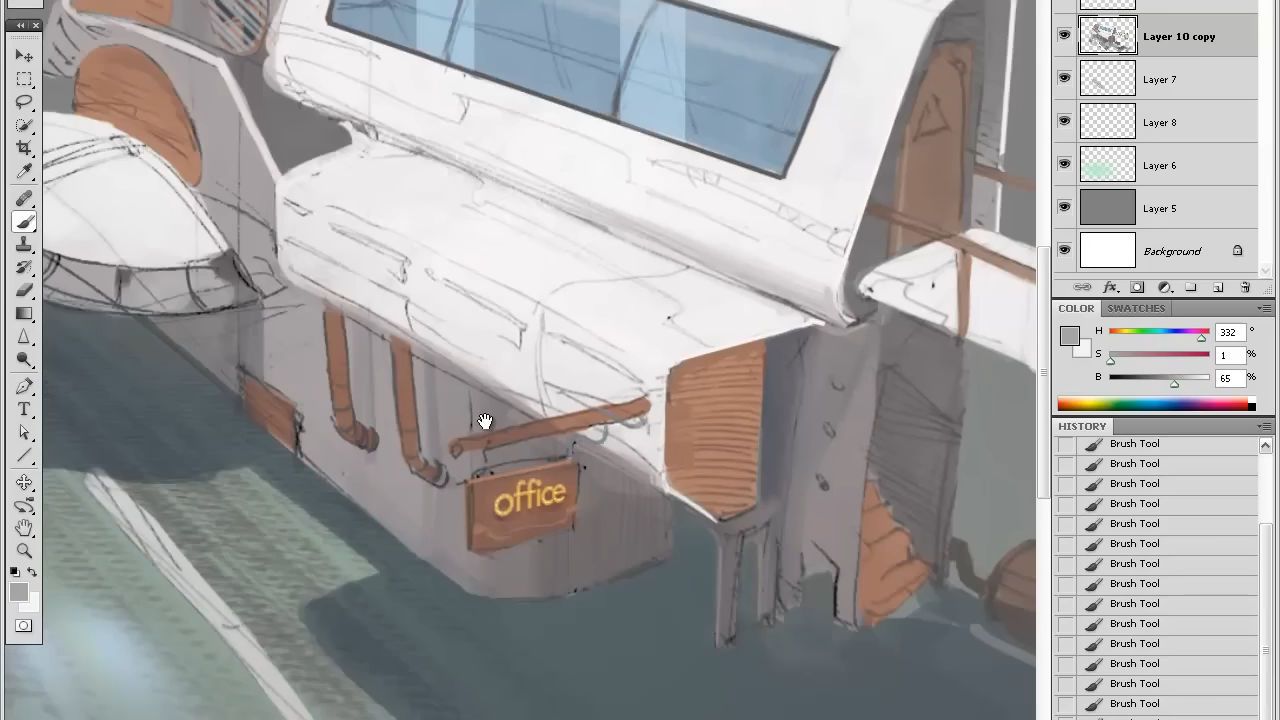 Layer 10 copy
Layer 7
Layer 8
Layer 6
Layer 5
Background
fx.
COLOR
SWATCHES
H
332
°
S
1
%
B
65
%
HISTORY
Brush Tool
Brush Tool
Brush Tool
Brush Tool
Brush Tool
Brush Tool
Brush Tool
Brush Tool
Brush Tool
Brush Tool
Brush Tool
Brush Tool
Brush Tool
Brush Tool
office
T